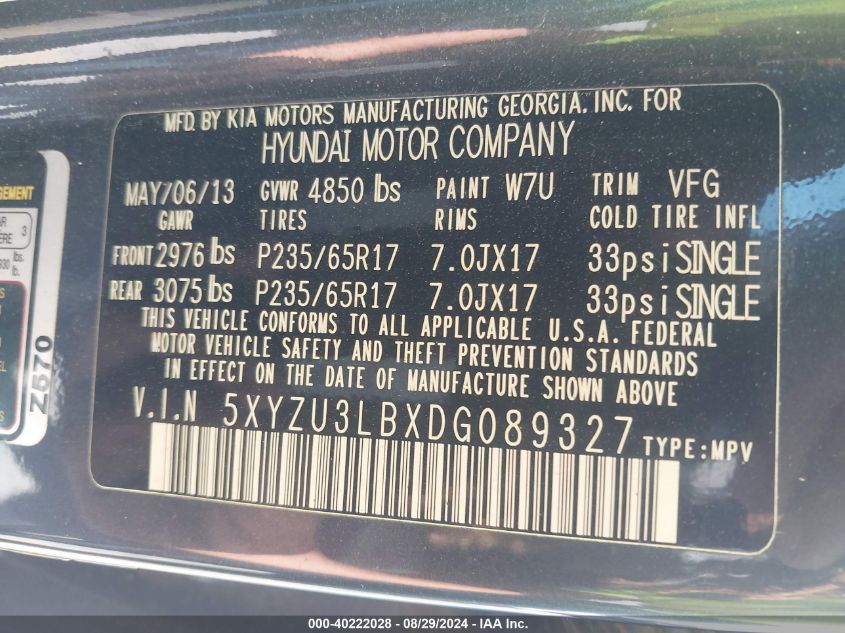 MFD. BY KIA MOTORS MANUFACTURING GEORGIA. INC. FOR
HYUNDAI MOTOR COMPANY
MAY/06/13 GVWR 4850 lbs PAINT W7U TRIM VFG
GAWR TIRES RIMS COLD TIRE INFL
FRONT 2976 lbs P235/65R17 7.0JX17 33psi SINGLE
REAR 3075 lbs P235/65R17 7.0JX17 33psi SINGLE
THIS VEHICLE CONFORMS TO ALL APPLICABLE U.S.A. FEDERAL
MOTOR VEHICLE SAFETY AND THEFT PREVENTION STANDARDS
IN EFFECT ON THE DATE OF MANUFACTURE SHOWN ABOVE
V.I.N 5XYZU3LBXDG089327 TYPE:MPV
3
lbs.
lb.
Z570
000-40222028 - 08/29/2024 - IAA, Inc.